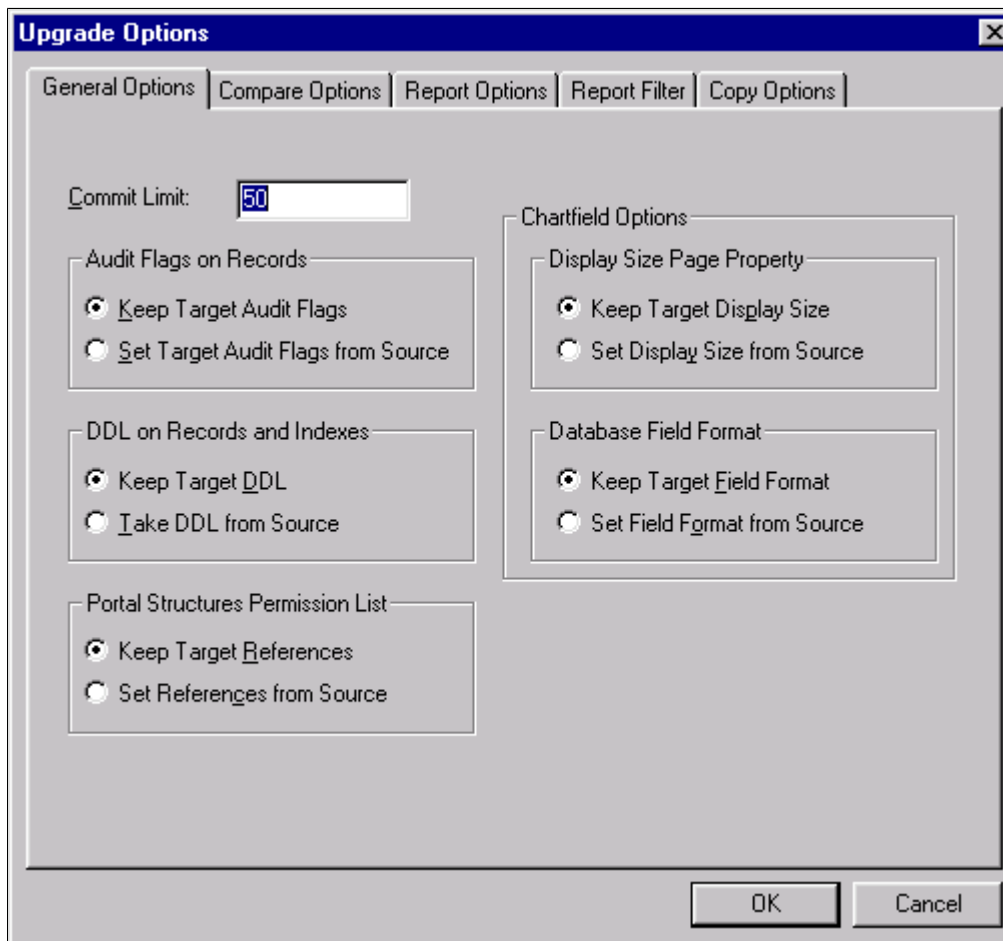 Upgrade Options
General Options
Compare Options
Report Options
Report Filter
Copy Options
Commit Limit:
50
Audit Flags on Records
Keep Target Audit Flags
Set Target Audit Flags from Source
DDL on Records and Indexes
Keep Target DDL
Take DDL from Source
Portal Structures Permission List
Keep Target References
Set References from Source
Chartfield Options
Display Size Page Property
Keep Target Display Size
Set Display Size from Source
Database Field Format
Keep Target Field Format
Set Field Format from Source
OK
Cancel